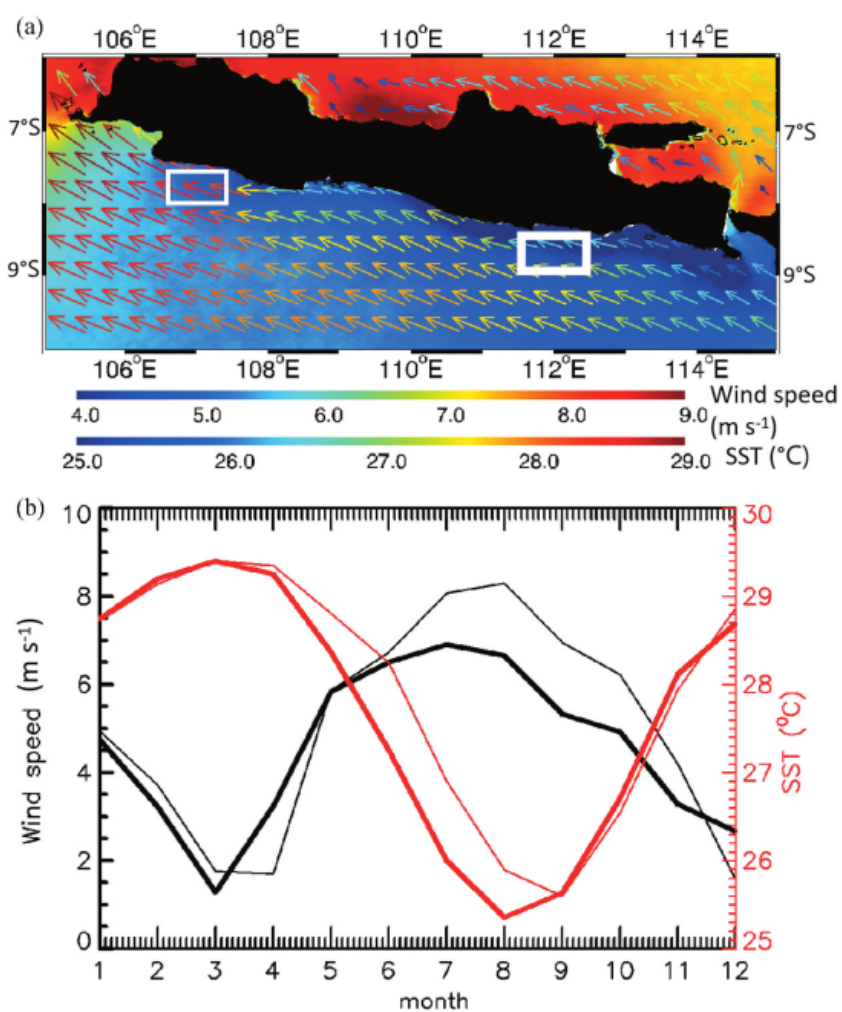 (a)
106°E 108°E 110°E 112°E 114°E
7°S 7°S
9°S 9°S
106°E 108°E 110°E 112°E 114°E
Wind speed
4.0 5.0 6.0 7.0 8.0 9.0
(m s⁻¹)
25.0 26.0 27.0 28.0 29.0 SST (°C)
(b)
10 30
8 29
28
6
27
4
26
2
0 25
Wind speed (m s⁻¹)
SST (°C)
1 2 3 4 5 6 7 8 9 10 11 12
month